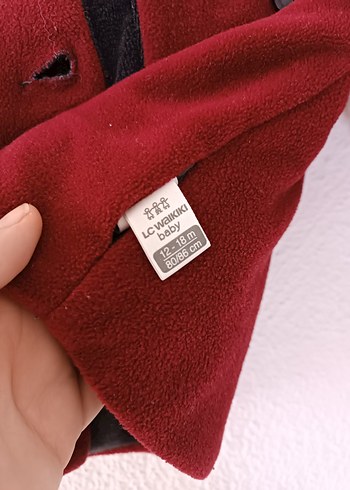 LC WAIKIKI
baby
12 - 18 m
80/86 cm